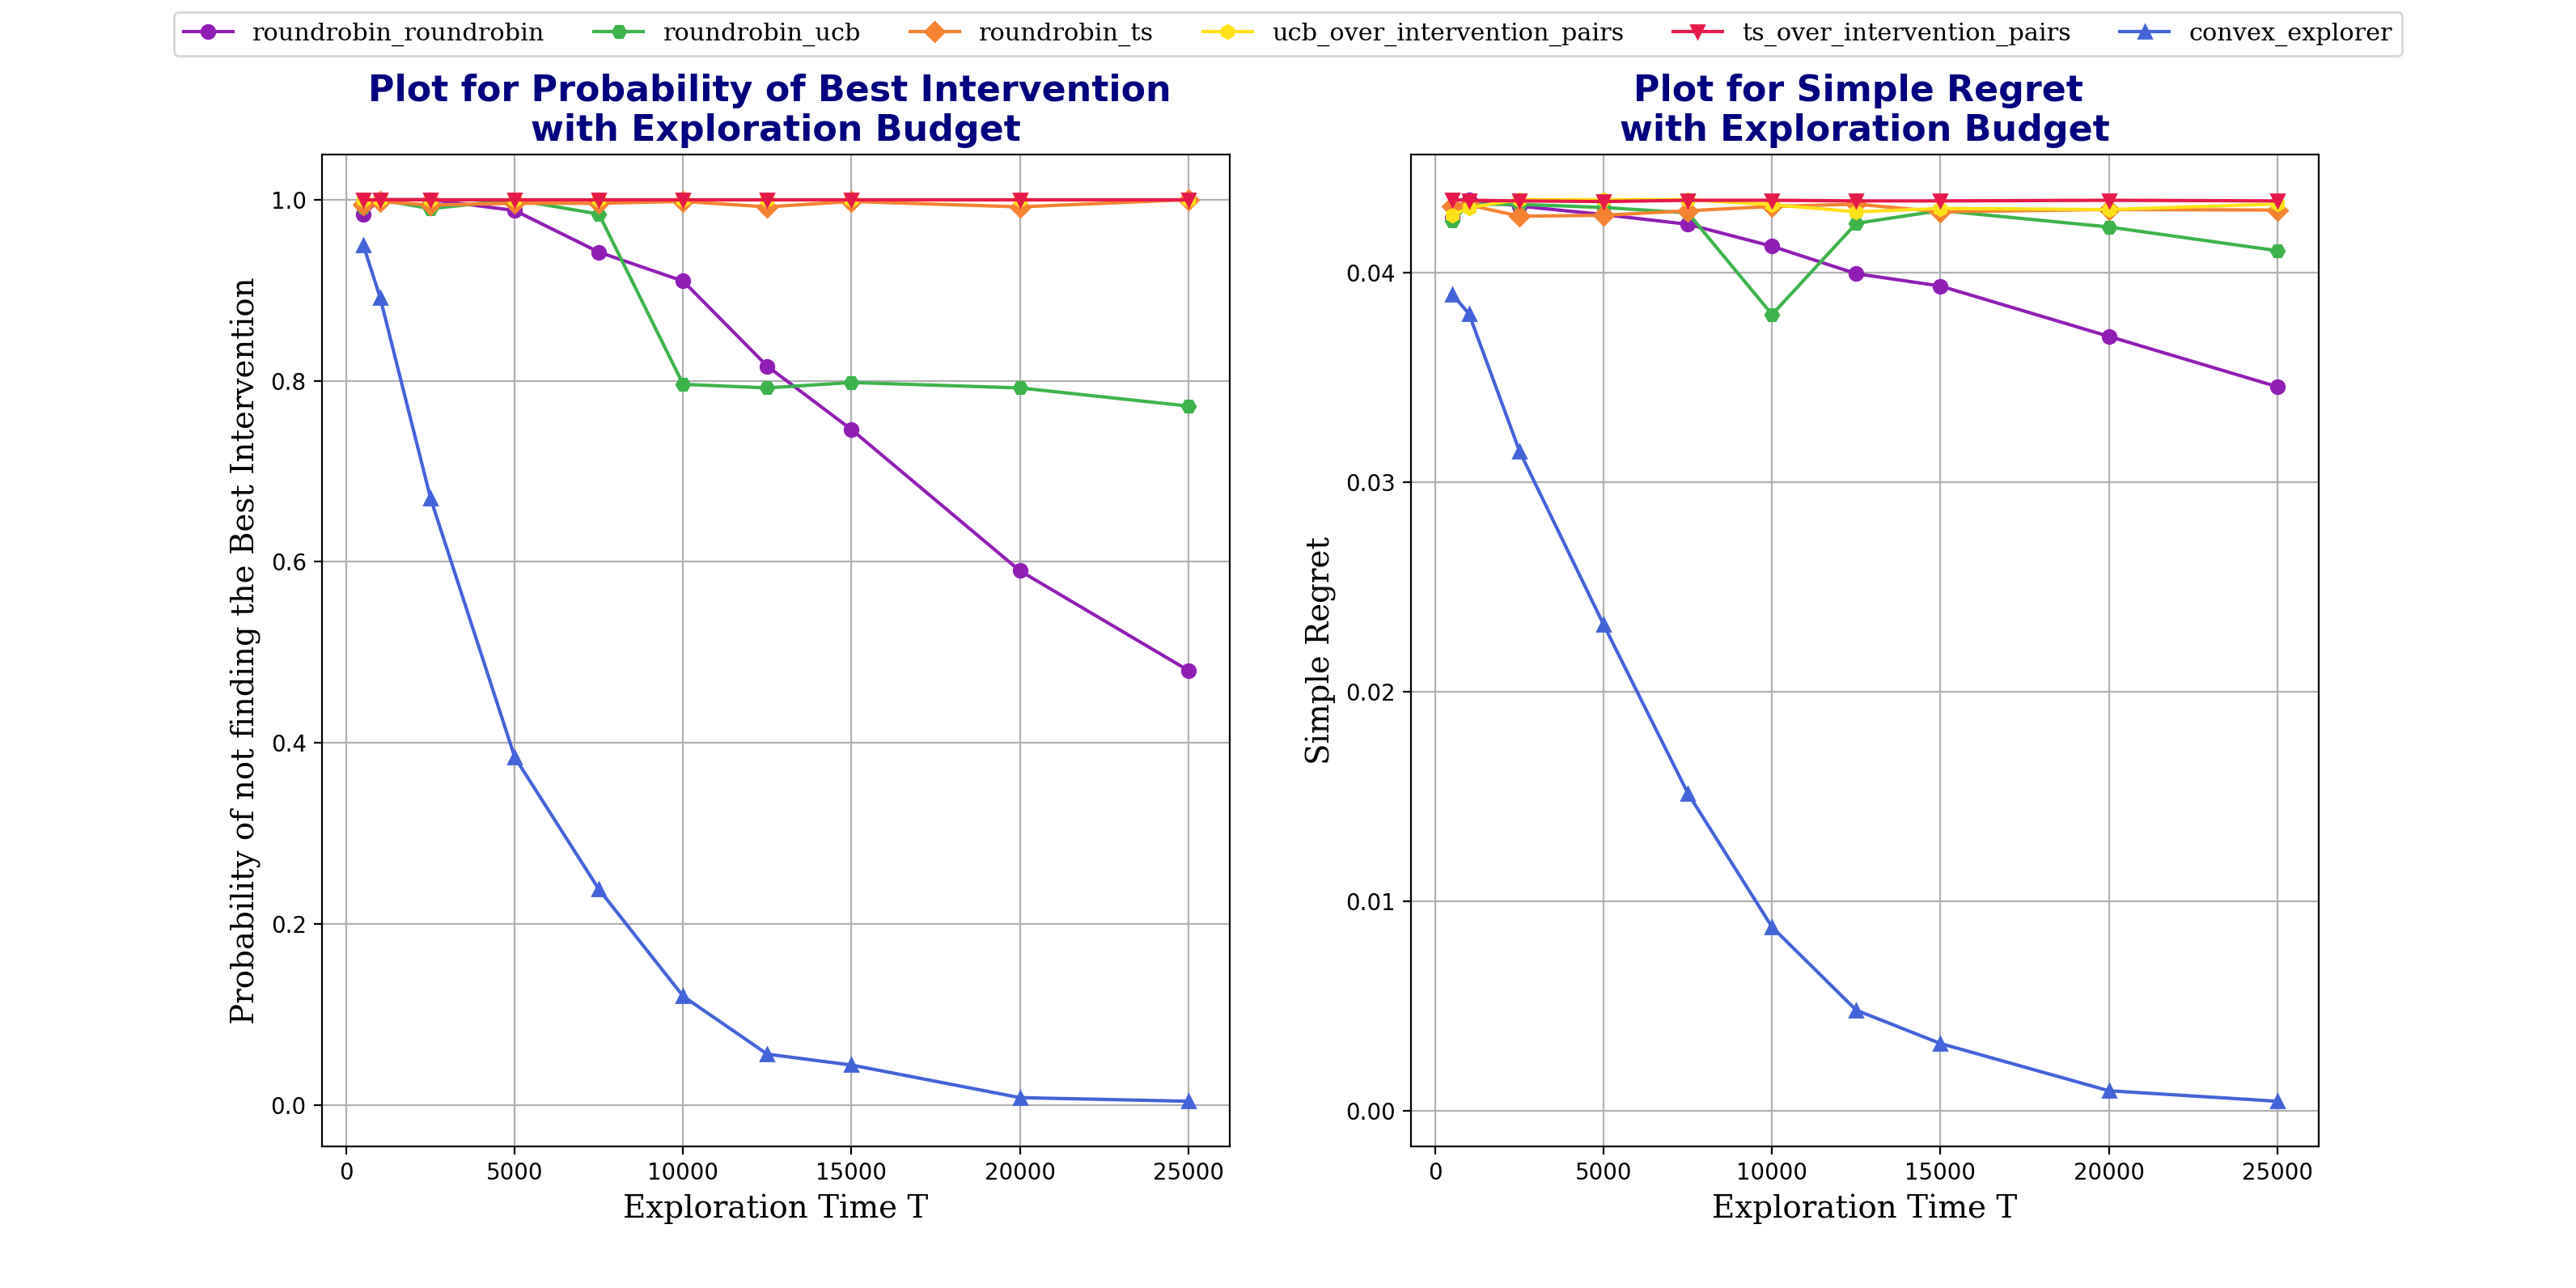 roundrobin_roundrobin roundrobin_ucb roundrobin_ts ucb_over_intervention_pairs ts_over_intervention_pairs convex_explorer
Plot for Probability of Best Intervention
with Exploration Budget
Probability of not finding the Best Intervention
1.0
0.8
0.6
0.4
0.2
0.0
0 5000 10000 15000 20000 25000
Exploration Time T
Plot for Simple Regret
with Exploration Budget
Simple Regret
0.04
0.03
0.02
0.01
0.00
0 5000 10000 15000 20000 25000
Exploration Time T